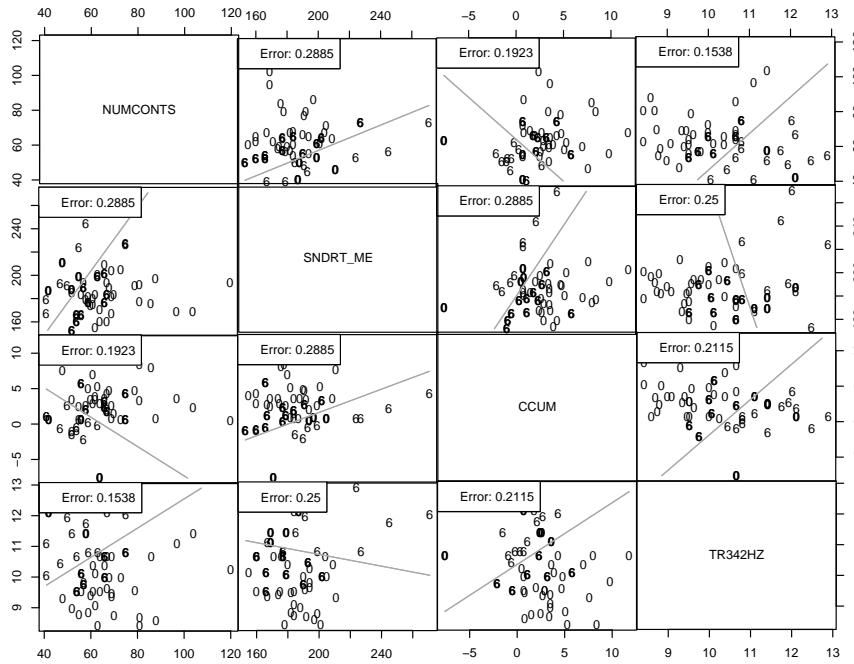 40 60 80 100 120 160 200 240 −5 0 5 10 9 10 11 12 13
120
100
80
60
40
NUMCONTS
Error: 0.2885
Error: 0.1923
Error: 0.1538
240
200
160
Error: 0.2885
SNDRT_ME
Error: 0.2885
Error: 0.25
10
5
0
−5
Error: 0.1923
Error: 0.2885
CCUM
Error: 0.2115
13
12
11
10
9
Error: 0.1538
Error: 0.25
Error: 0.2115
TR342HZ
40 60 80 100 120 160 200 240 −5 0 5 10 9 10 11 12 13